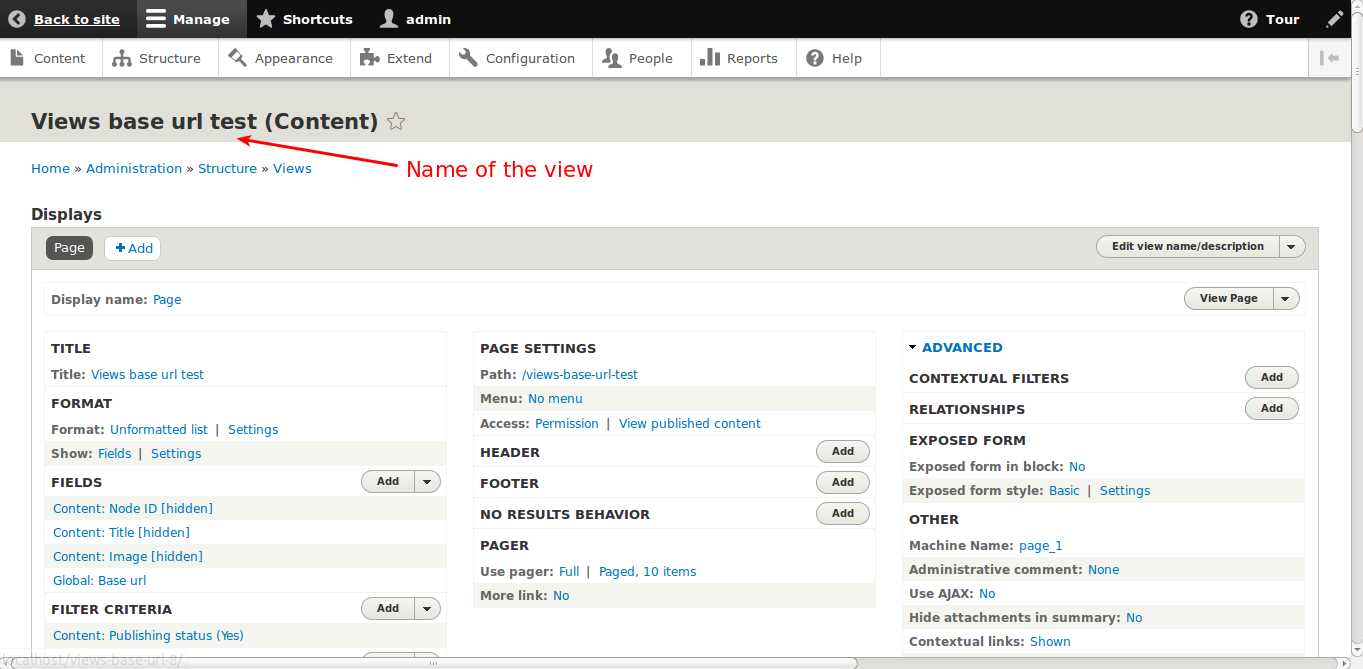 Back to site Manage Shortcuts admin Tour
Content Structure Appearance Extend Configuration People Reports Help
Views base url test (Content)
Home » Administration » Structure » Views
Name of the view
Displays
Page Add Edit view name/description
Display name: Page View Page
TITLE
Title: Views base url test
FORMAT
Format: Unformatted list | Settings
Show: Fields | Settings
FIELDS Add
Content: Node ID [hidden]
Content: Title [hidden]
Content: Image [hidden]
Global: Base url
FILTER CRITERIA Add
Content: Publishing status (Yes)
PAGE SETTINGS
Path: /views-base-url-test
Menu: No menu
Access: Permission | View published content
HEADER Add
FOOTER Add
NO RESULTS BEHAVIOR Add
PAGER
Use pager: Full | Paged, 10 items
More link: No
ADVANCED
CONTEXTUAL FILTERS Add
RELATIONSHIPS Add
EXPOSED FORM
Exposed form in block: No
Exposed form style: Basic | Settings
OTHER
Machine Name: page_1
Administrative comment: None
Use AJAX: No
Hide attachments in summary: No
Contextual links: Shown
localhost/views-base-url-8/